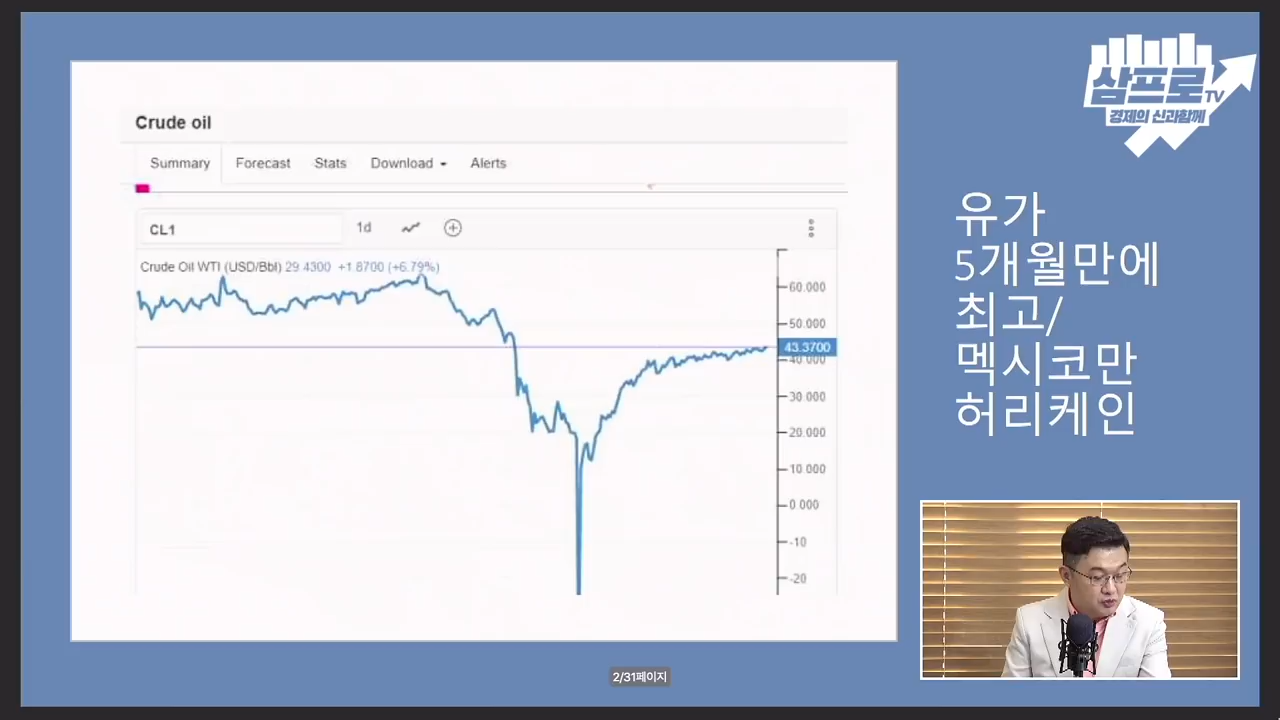 Crude oil
Summary Forecast Stats Download Alerts
CL1 1d
Crude Oil WTI (USD/Bbl) 29.4300 +1.8700 (+6.79%)
60.000
50.000
43.3700
40.000
30.000
20.000
10.000
0.000
-10
-20
삼프로TV
경제의 신과함께
유가
5개월만에
최고/
멕시코만
허리케인
2/31페이지